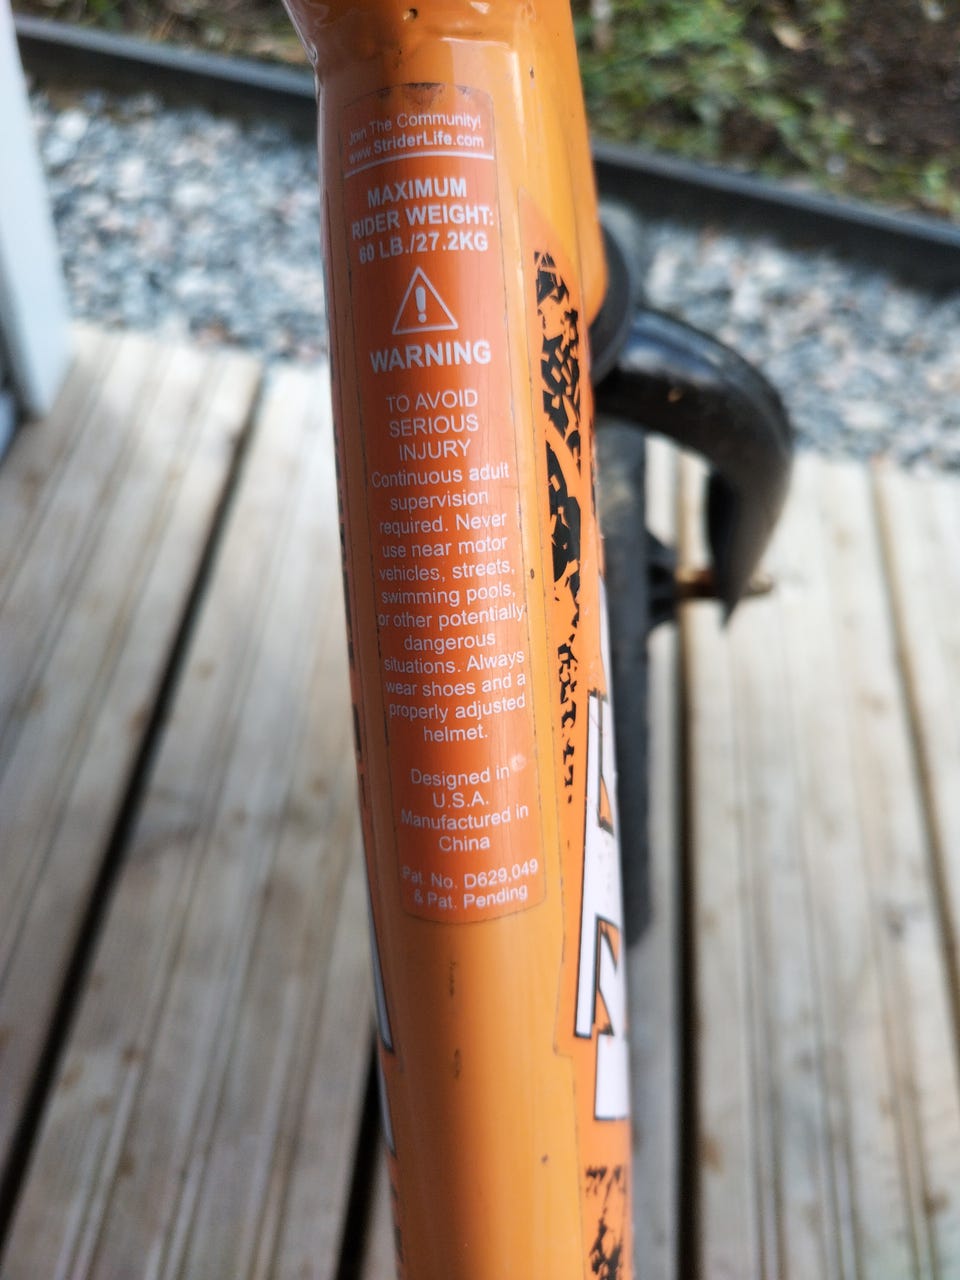 Join The Community!
www.StriderLife.com
MAXIMUM
RIDER WEIGHT:
60 LB./27.2KG
WARNING
TO AVOID
SERIOUS
INJURY
Continuous adult
supervision
required. Never
use near motor
vehicles, streets,
swimming pools,
or other potentially
dangerous
situations. Always
wear shoes and a
properly adjusted
helmet.
Designed in
U.S.A.
Manufactured in
China
Pat. No. D629,049
& Pat. Pending